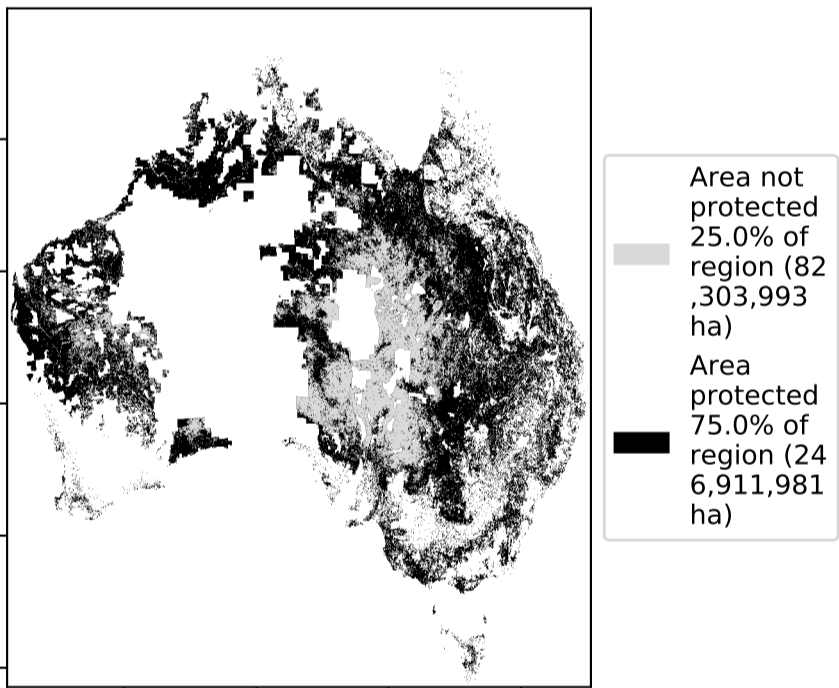 Area not
protected
25.0% of
region (82
,303,993
ha)
Area
protected
75.0% of
region (24
6,911,981
ha)